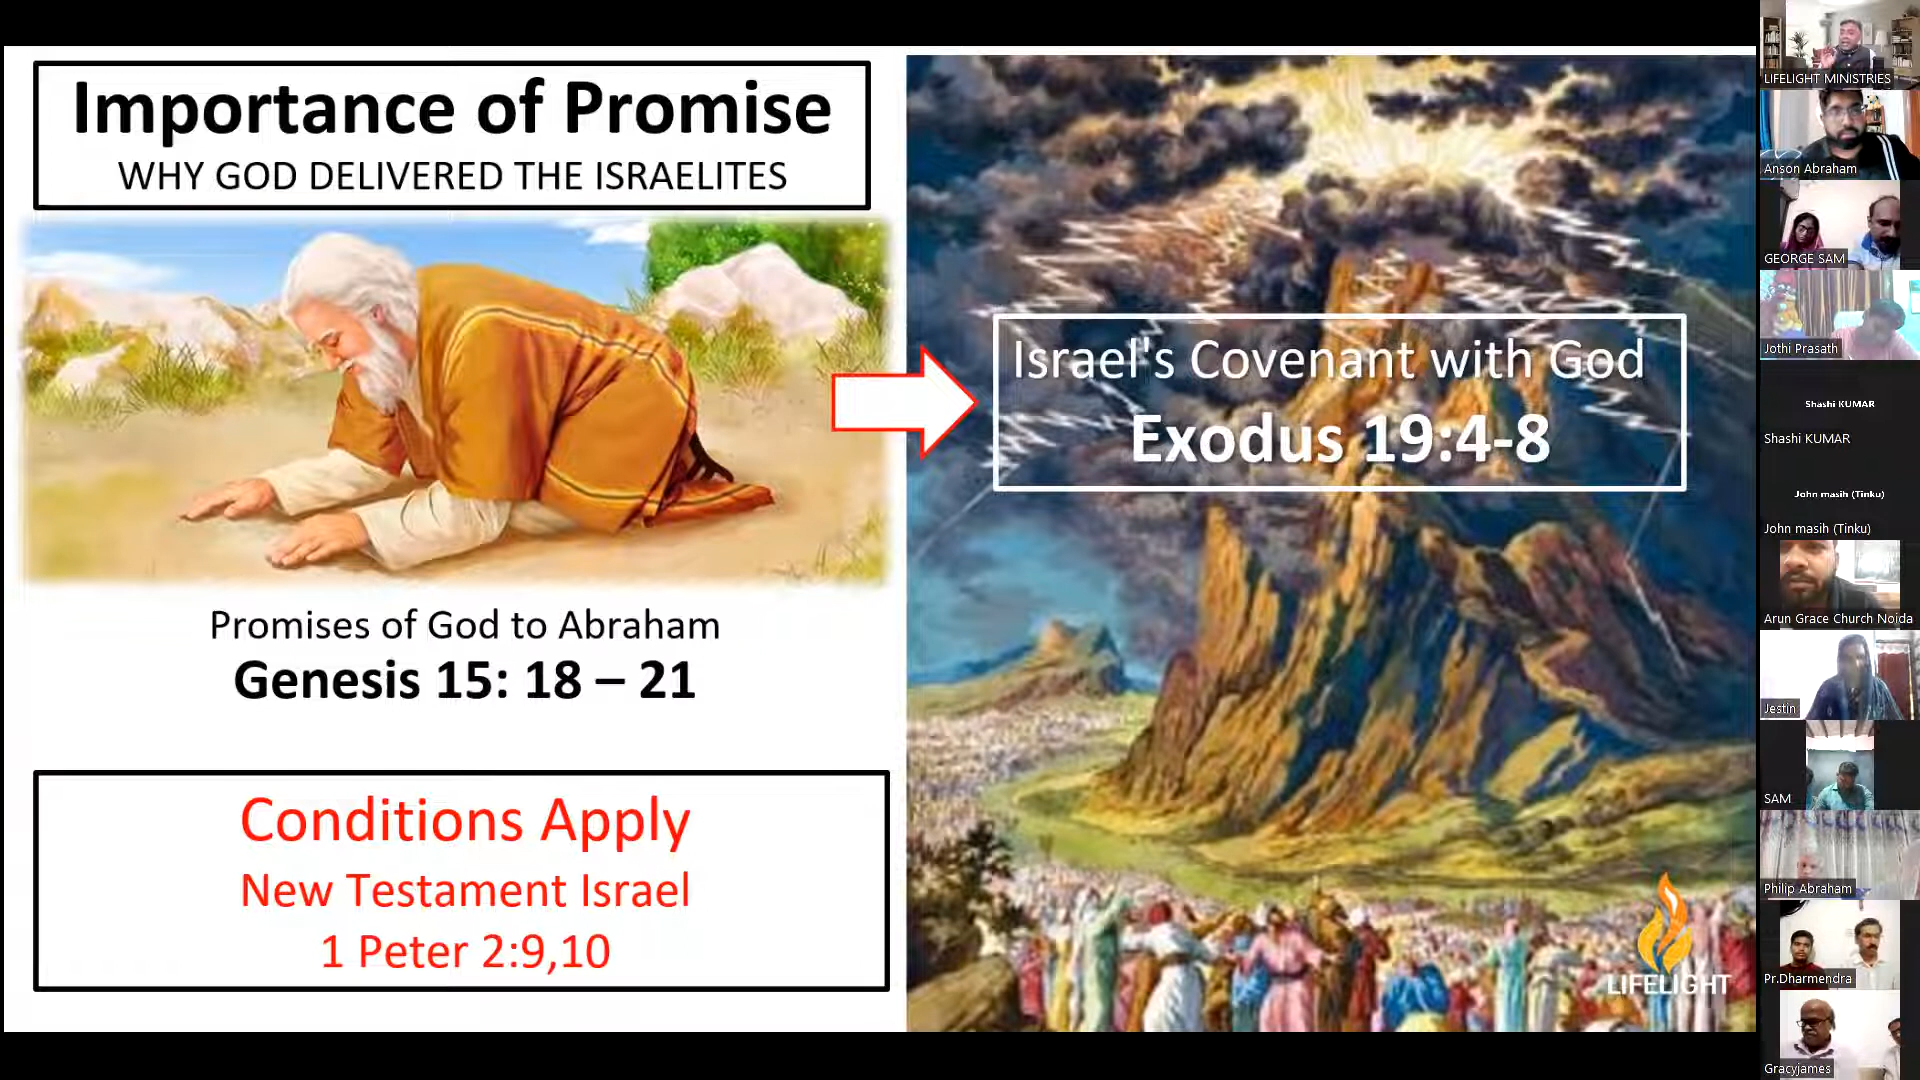 Importance of Promise
WHY GOD DELIVERED THE ISRAELITES
Promises of God to Abraham
Genesis 15: 18 – 21
Conditions Apply
New Testament Israel
1 Peter 2:9,10
Israel's Covenant with God
Exodus 19:4-8
LIFELIGHT
LIFELIGHT MINISTRIES
Anson Abraham
GEORGE SAM
Jothi Prasath
Shashi KUMAR
Shashi KUMAR
John masih (Tinku)
John masih (Tinku)
Arun Grace Church Noida
Jestin
SAM
Philip Abraham
Pr.Dharmendra
Gracyjames